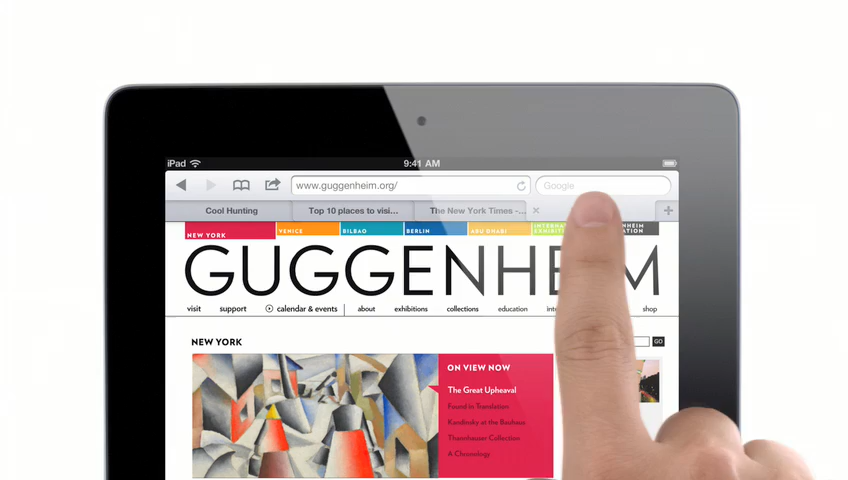 iPad 9:41 AM
www.guggenheim.org/ Google
Cool Hunting Top 10 places to visi... The New York Times -...
NEW YORK VENICE BILBAO BERLIN ABU DHABI
GUGGENHEIM
visit support calendar & events about exhibitions collections education shop
NEW YORK
GO
ON VIEW NOW
The Great Upheaval
Found in Translation
Kandinsky at the Bauhaus
Thannhauser Collection
A Chronology